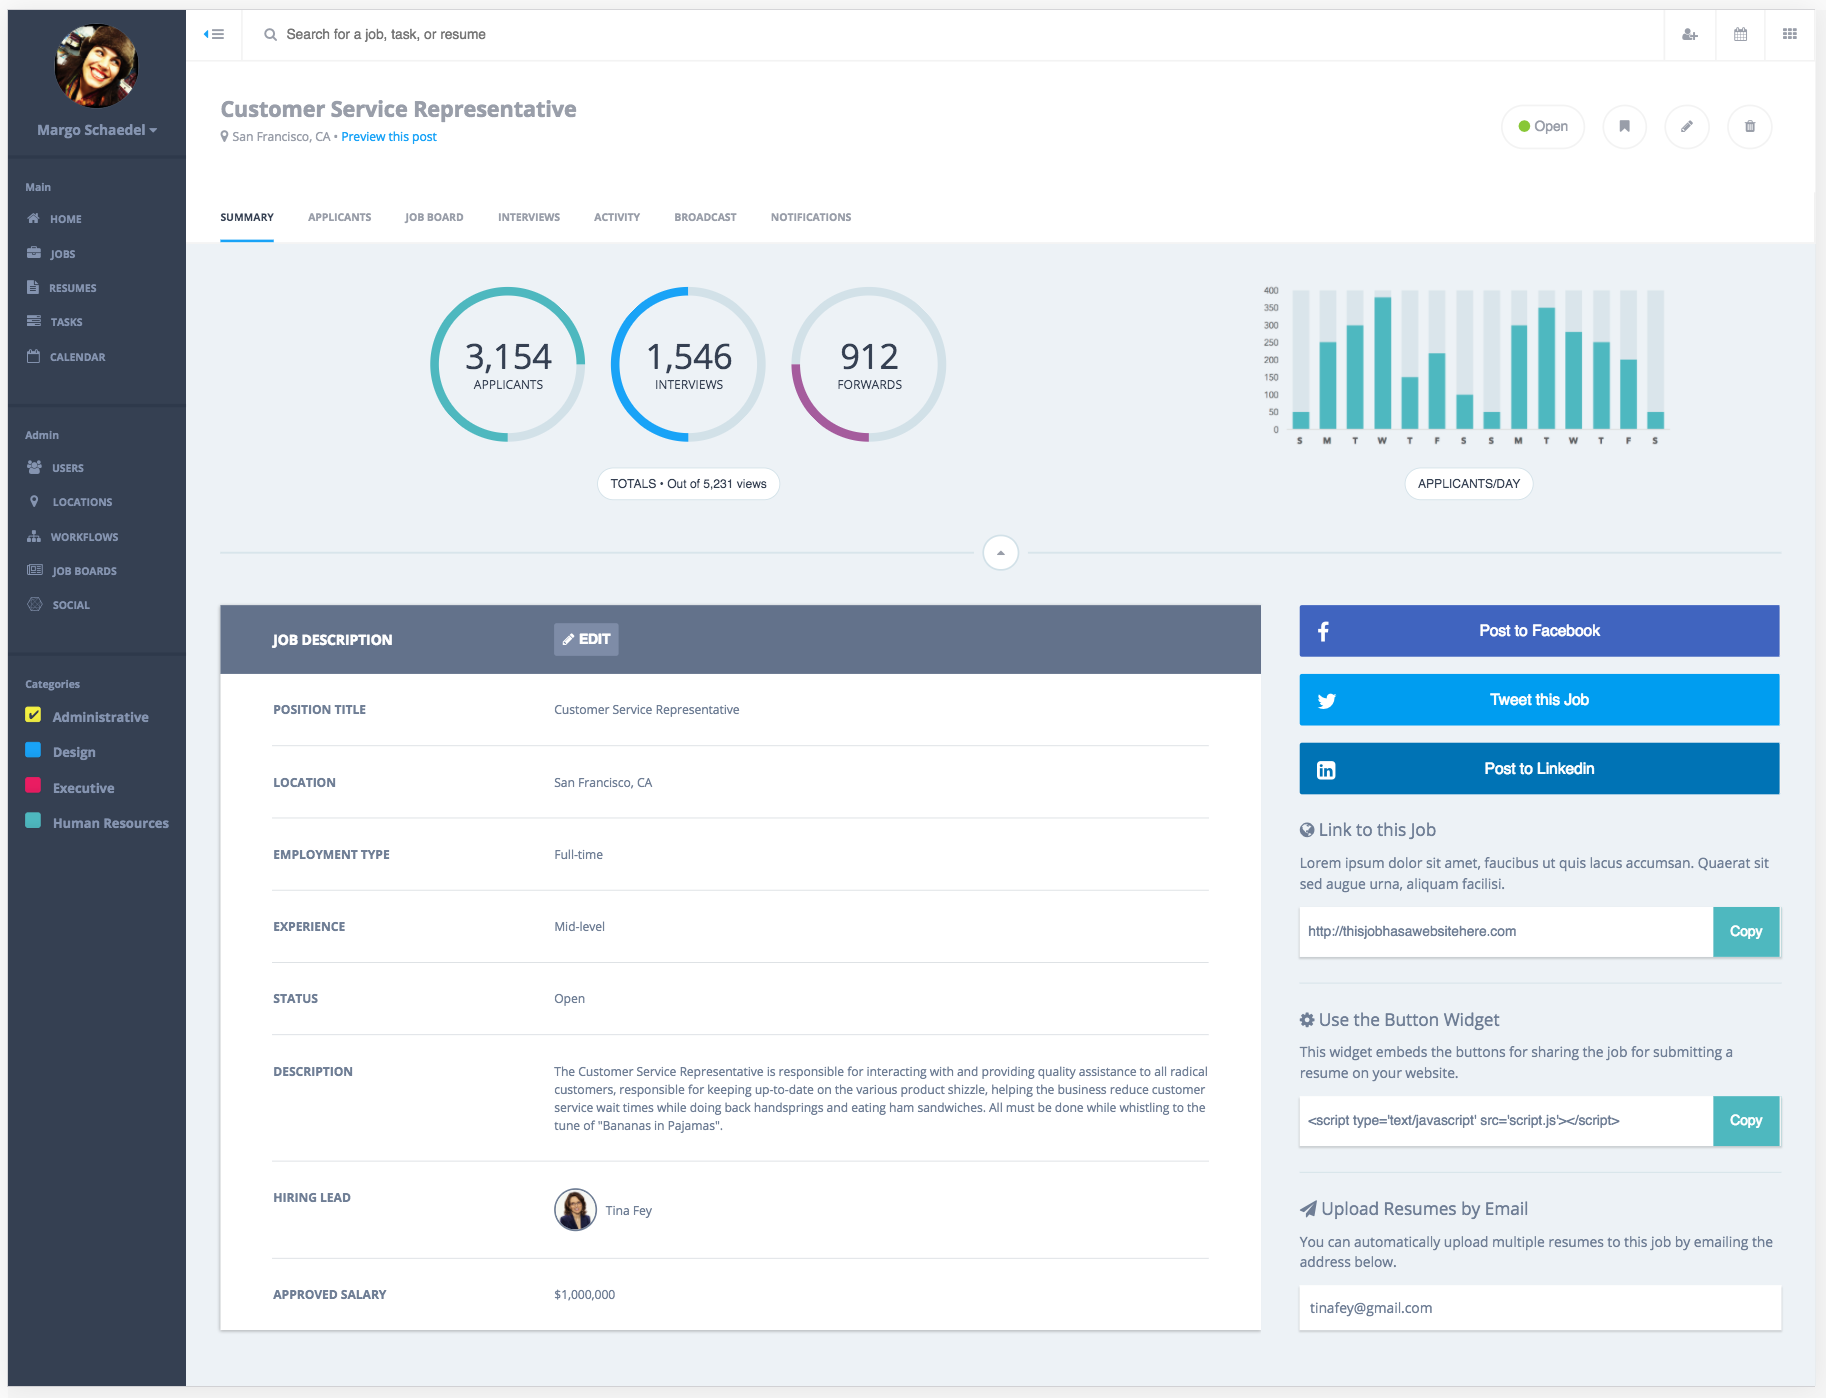 Margo Schaedel
Main
HOME
JOBS
RESUMES
TASKS
CALENDAR
Admin
USERS
LOCATIONS
WORKFLOWS
JOB BOARDS
SOCIAL
Categories
Administrative
Design
Executive
Human Resources
Search for a job, task, or resume
Customer Service Representative
San Francisco, CA • Preview this post
Open
SUMMARY APPLICANTS JOB BOARD INTERVIEWS ACTIVITY BROADCAST NOTIFICATIONS
3,154
APPLICANTS
1,546
INTERVIEWS
912
FORWARDS
TOTALS • Out of 5,231 views
400
350
300
250
200
150
100
50
0
S M T W T F S S M T W T F S
APPLICANTS/DAY
JOB DESCRIPTION EDIT
POSITION TITLE Customer Service Representative
LOCATION San Francisco, CA
EMPLOYMENT TYPE Full-time
EXPERIENCE Mid-level
STATUS Open
DESCRIPTION The Customer Service Representative is responsible for interacting with and providing quality assistance to all radical
customers, responsible for keeping up-to-date on the various product shizzle, helping the business reduce customer
service wait times while doing back handsprings and eating ham sandwiches. All must be done while whistling to the
tune of "Bananas in Pajamas".
HIRING LEAD Tina Fey
APPROVED SALARY $1,000,000
Post to Facebook
Tweet this Job
Post to Linkedin
Link to this Job
Lorem ipsum dolor sit amet, faucibus ut quis lacus accumsan. Quaerat sit
sed augue urna, aliquam facilisi.
http://thisjobhasawebsitehere.com Copy
Use the Button Widget
This widget embeds the buttons for sharing the job for submitting a
resume on your website.
<script type='text/javascript' src='script.js'></script> Copy
Upload Resumes by Email
You can automatically upload multiple resumes to this job by emailing the
address below.
tinafey@gmail.com